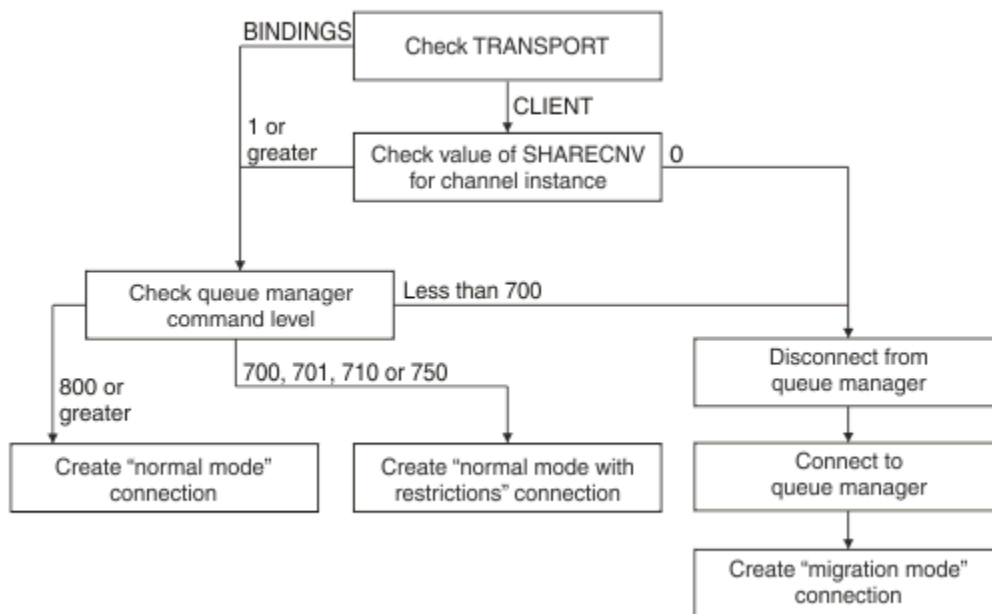 BINDINGS
Check TRANSPORT
CLIENT
1 or
greater
Check value of SHARECNV
for channel instance
0
Check queue manager
command level
Less than 700
800 or
greater
700, 701, 710 or 750
Disconnect from
queue manager
Create “normal mode”
connection
Create “normal mode with
restrictions” connection
Connect to
queue manager
Create “migration mode”
connection